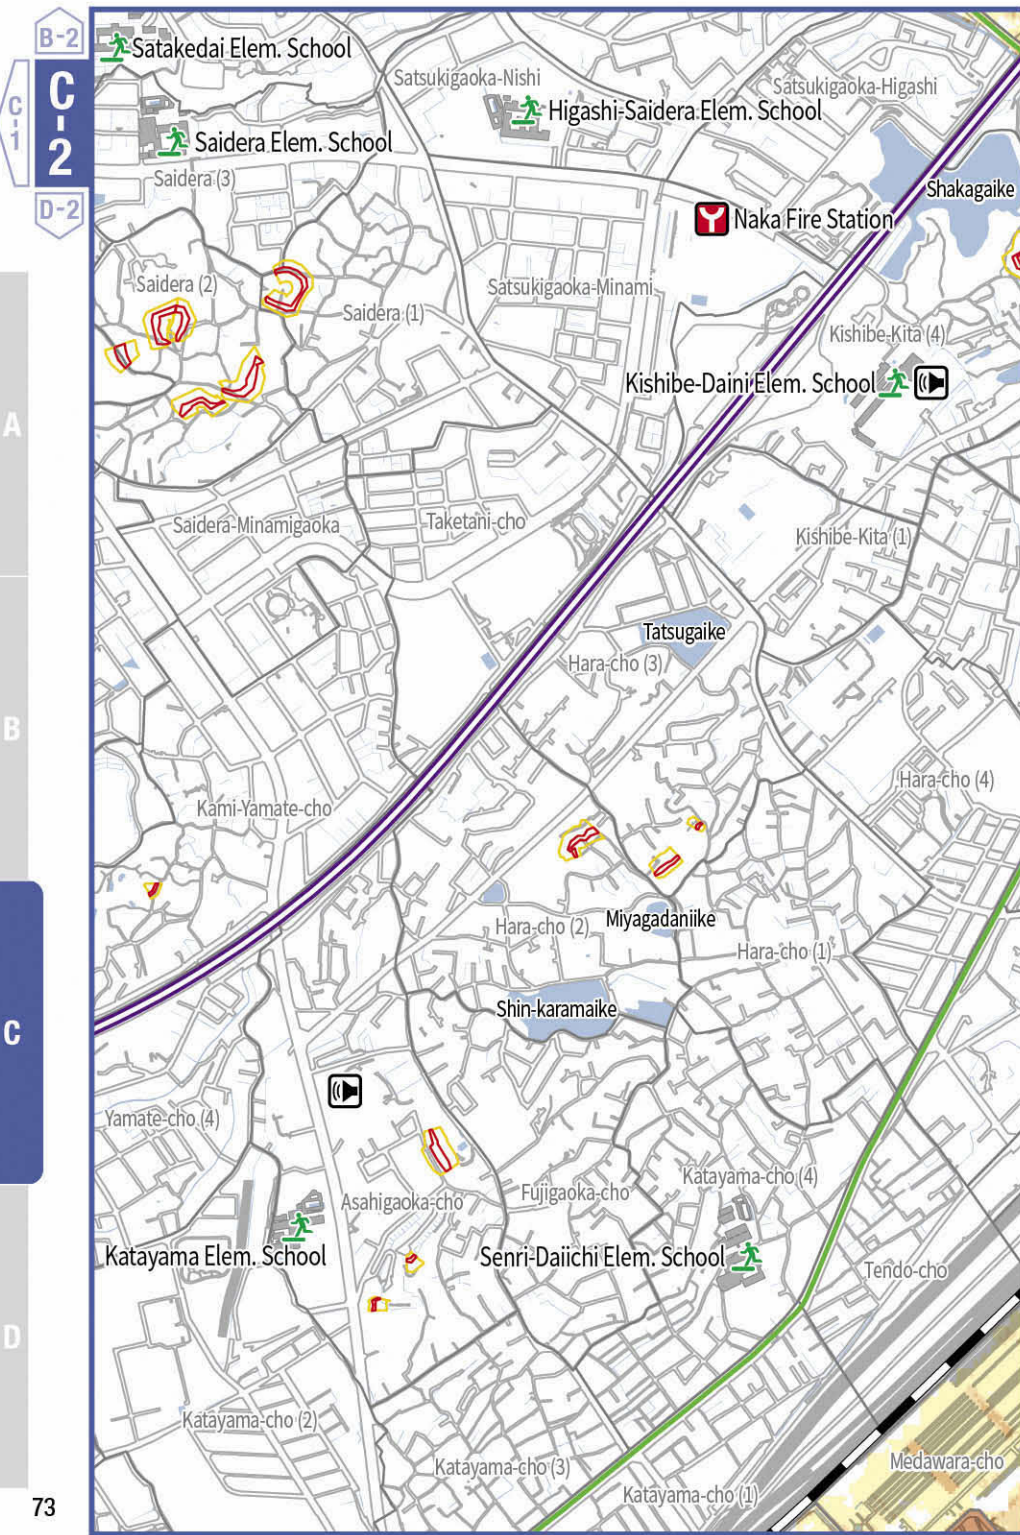 B-2
C-2
C-1
D-2
A
B
C
D
73
Satakedai Elem. School
Satsukigaoka-Nishi
Satsukigaoka-Higashi
Higashi-Saidera Elem. School
Saidera Elem. School
Saidera (3)
Shakagaike
Naka Fire Station
Saidera (2)
Satsukigaoka-Minami
Saidera (1)
Kishibe-Kita (4)
Kishibe-Daini Elem. School
Saidera-Minamigaoka
Taketani-cho
Kishibe-Kita (1)
Tatsugaike
Hara-cho (3)
Hara-cho (4)
Kami-Yamate-cho
Miyagadaniike
Hara-cho (2)
Hara-cho (1)
Shin-karamaike
Yamate-cho (4)
Katayama-cho (4)
Fujigaoka-cho
Asahigaoka-cho
Katayama Elem. School
Senri-Daiichi Elem. School
Tendo-cho
Katayama-cho (2)
Katayama-cho (3)
Medawara-cho
Katayama-cho (1)